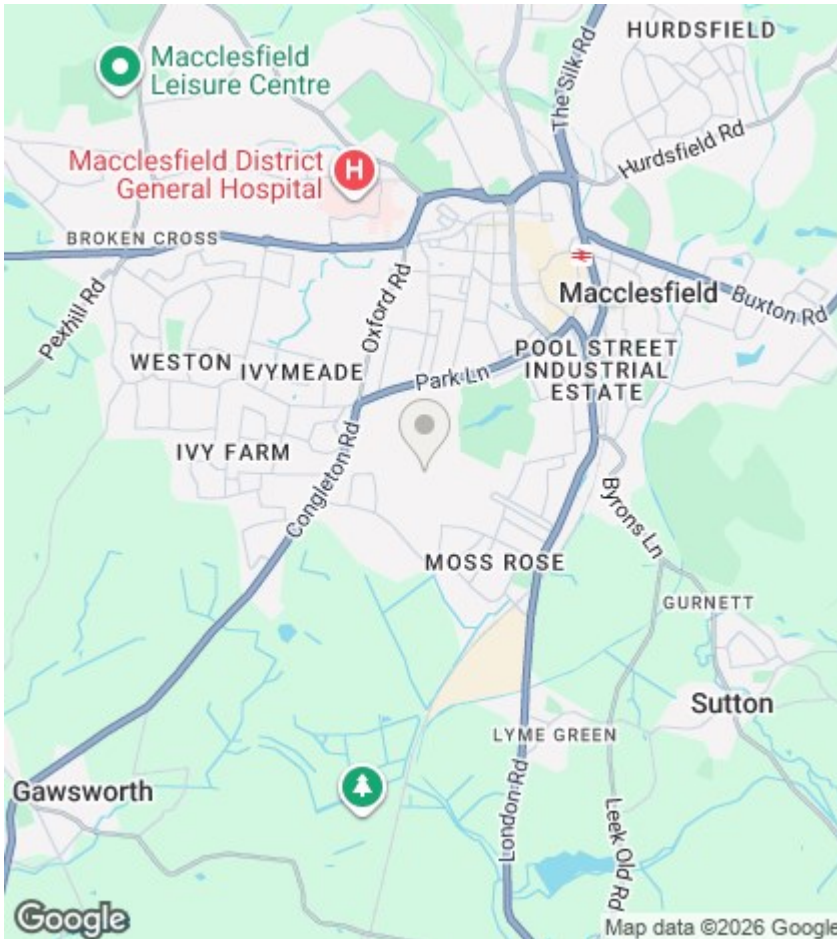 HURDSFIELD
Macclesfield
Leisure Centre
The Silk Rd
Hurdsfield Rd
Macclesfield District
General Hospital
H
BROKEN CROSS
Pexhill Rd
Oxford Rd
Macclesfield
Buxton Rd
WESTON
IVYMEADE
Park Ln
POOL STREET
INDUSTRIAL
ESTATE
IVY FARM
Congleton Rd
Byrons Ln
MOSS ROSE
GURNETT
Sutton
LYME GREEN
Gawsworth
London Rd
Leek Old Rd
Google
Map data ©2026 Google